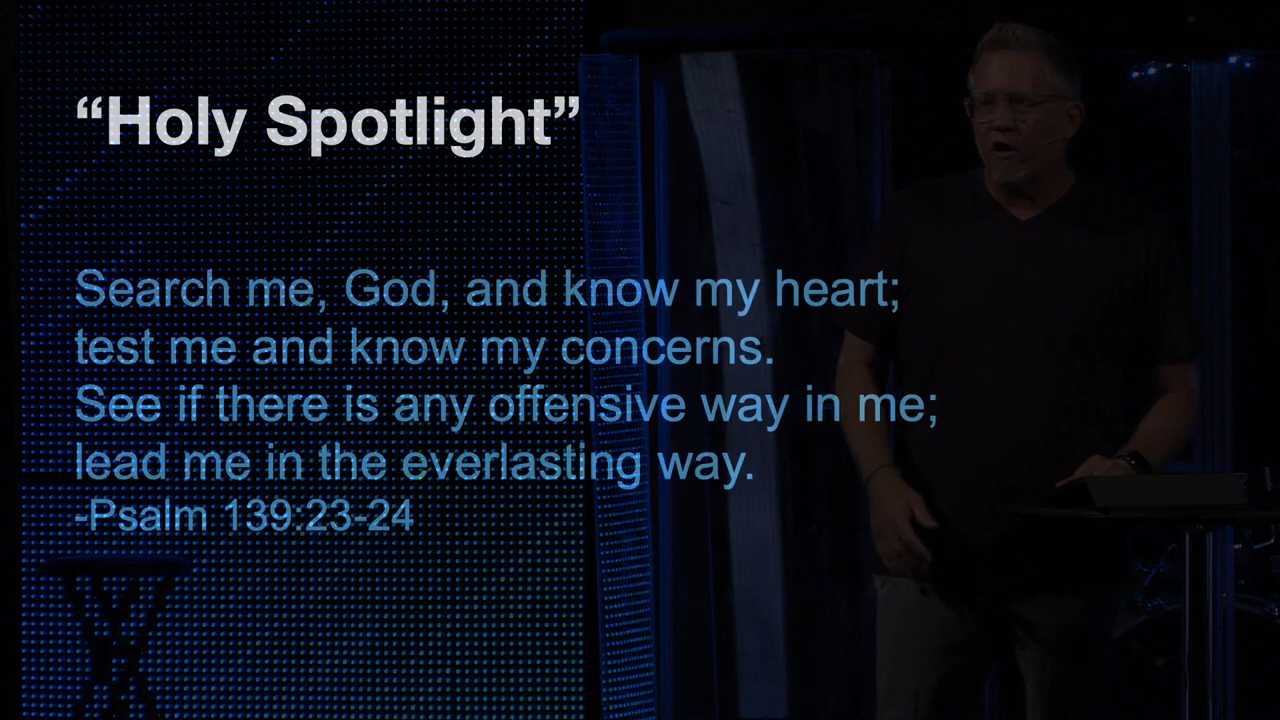 “Holy Spotlight”
Search me, God, and know my heart;
test me and know my concerns.
See if there is any offensive way in me;
lead me in the everlasting way.
-Psalm 139:23-24